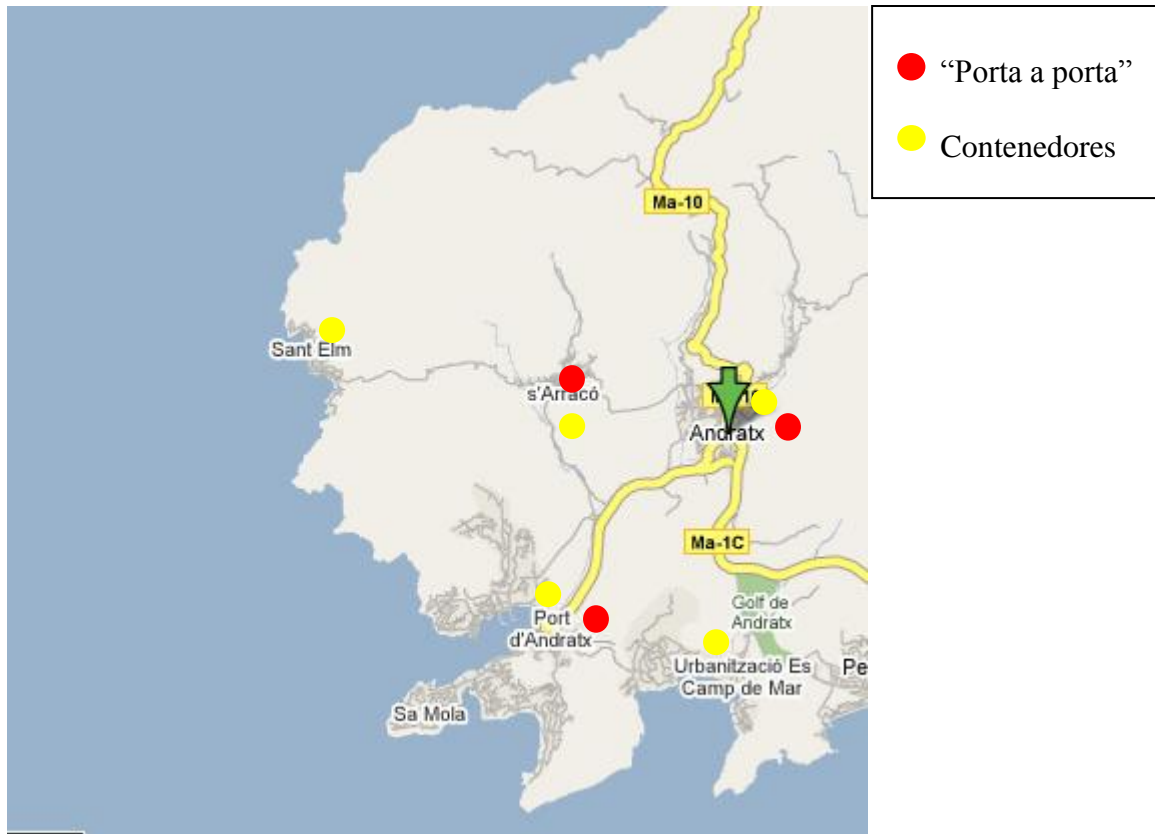 “Porta a porta”
Contenedores
Ma-10
Sant Elm
s'Arracó
Andratx
Ma-1C
Golf de
Andratx
Port
d'Andratx
Urbanització Es
Camp de Mar
Pe
Sa Mola